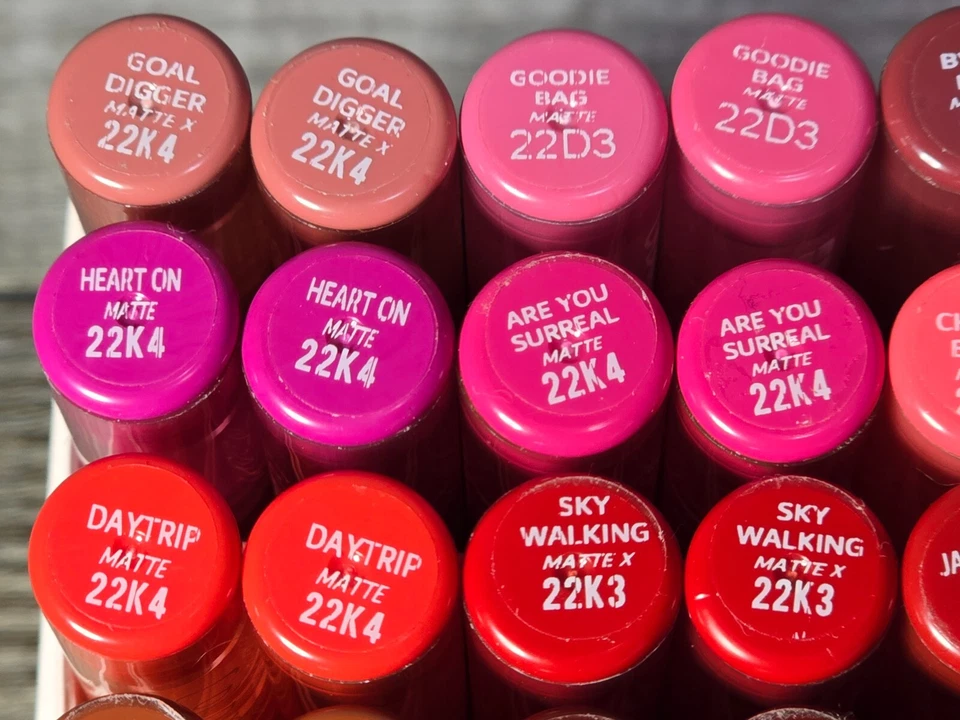 GOAL
DIGGER
MATTE X
22K4
GOAL
DIGGER
MATTE X
22K4
GOODIE
BAG
MATTE
22D3
GOODIE
BAG
MATTE
22D3
HEART ON
MATTE
22K4
HEART ON
MATTE
22K4
ARE YOU
SURREAL
MATTE
22K4
ARE YOU
SURREAL
MATTE
22K4
DAYTRIP
MATTE
22K4
DAYTRIP
MATTE
22K4
SKY
WALKING
MATTE X
22K3
SKY
WALKING
MATTE X
22K3